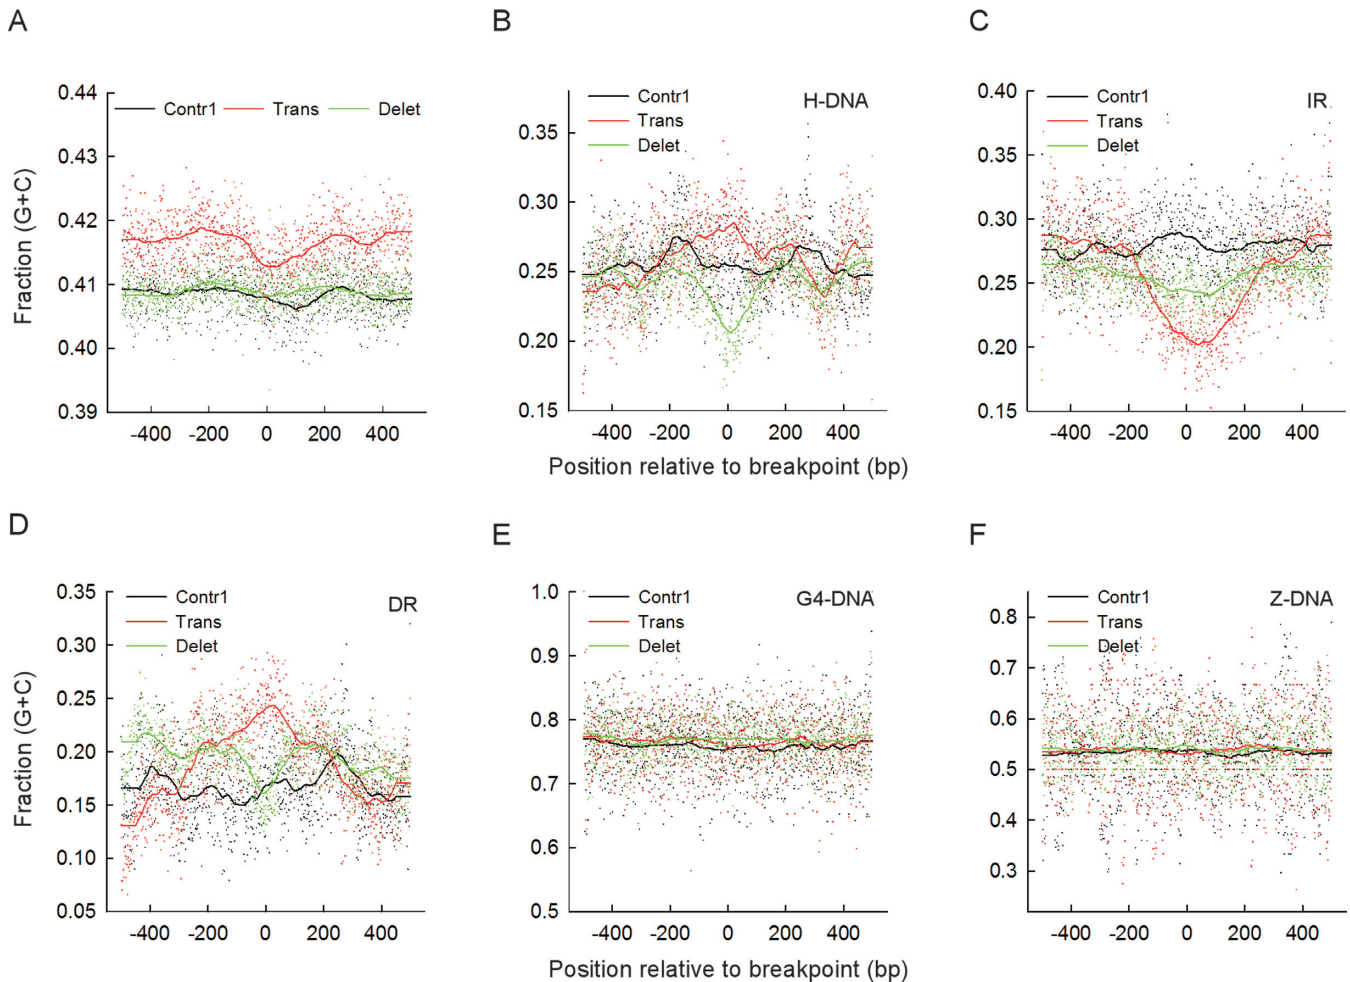 A
B
C
0.44
0.43
0.42
0.41
0.40
0.39
Fraction (G+C)
Contr1 Trans Delet
-400 -200 0 200 400
0.35
0.30
0.25
0.20
0.15
Contr1
Trans
Delet
H-DNA
-400 -200 0 200 400
Position relative to breakpoint (bp)
0.40
0.35
0.30
0.25
0.20
0.15
Contr1
Trans
Delet
IR
-400 -200 0 200 400
D
E
F
0.35
0.30
0.25
0.20
0.15
0.10
0.05
Fraction (G+C)
Contr1
Trans
Delet
DR
-400 -200 0 200 400
1.0
0.9
0.8
0.7
0.6
0.5
Contr1
Trans
Delet
G4-DNA
-400 -200 0 200 400
Position relative to breakpoint (bp)
0.8
0.7
0.6
0.5
0.4
0.3
Contr1
Trans
Delet
Z-DNA
-400 -200 0 200 400